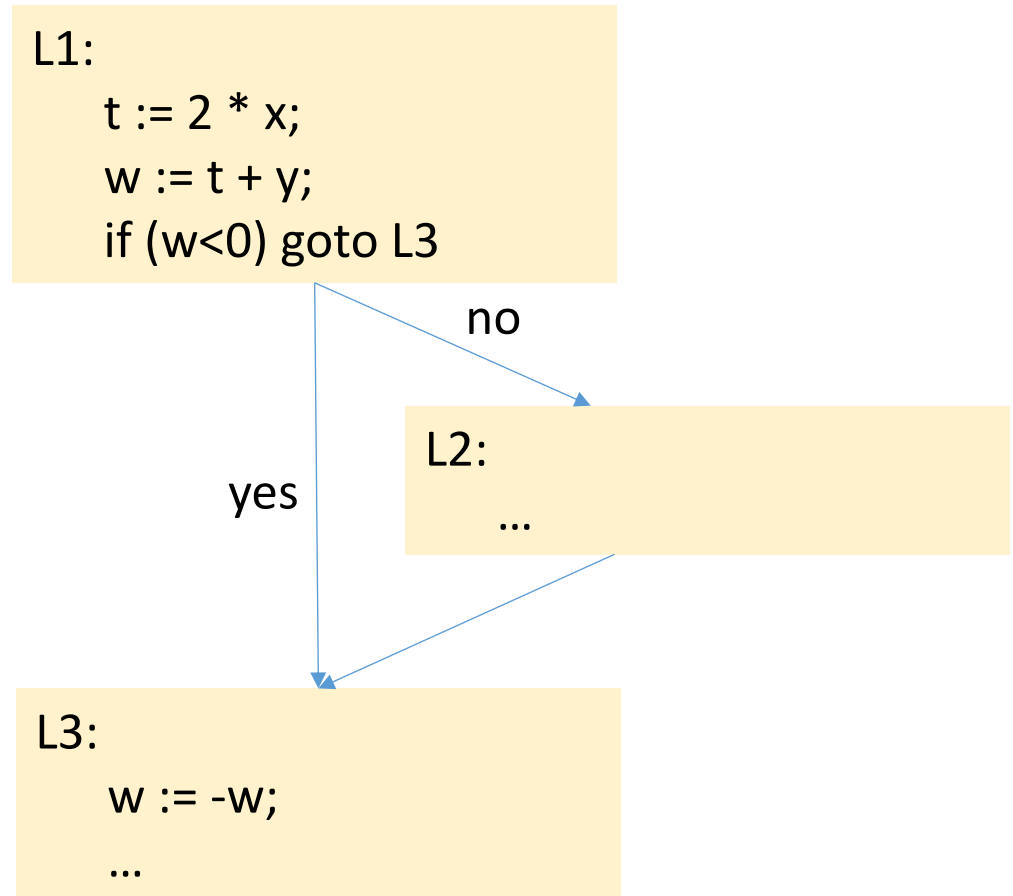 L1:
t := 2 * x;
w := t + y;
if (w<0) goto L3
no
L2:
yes
...
L3:
w := -w;
...